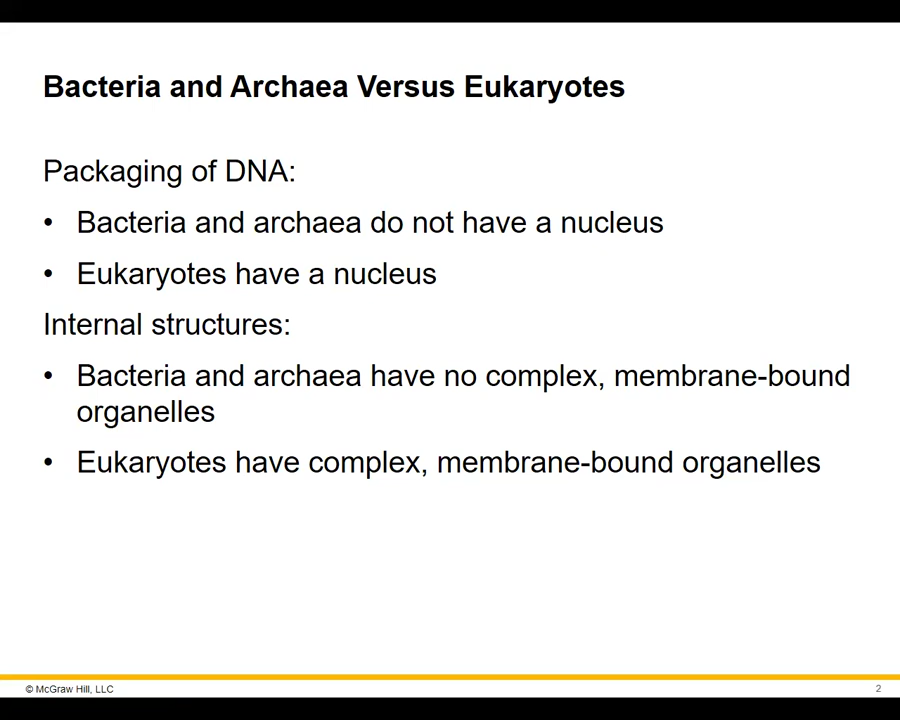 Bacteria and Archaea Versus Eukaryotes
Packaging of DNA:
• Bacteria and archaea do not have a nucleus
• Eukaryotes have a nucleus
Internal structures:
• Bacteria and archaea have no complex, membrane-bound
organelles
• Eukaryotes have complex, membrane-bound organelles
© McGraw Hill, LLC
2